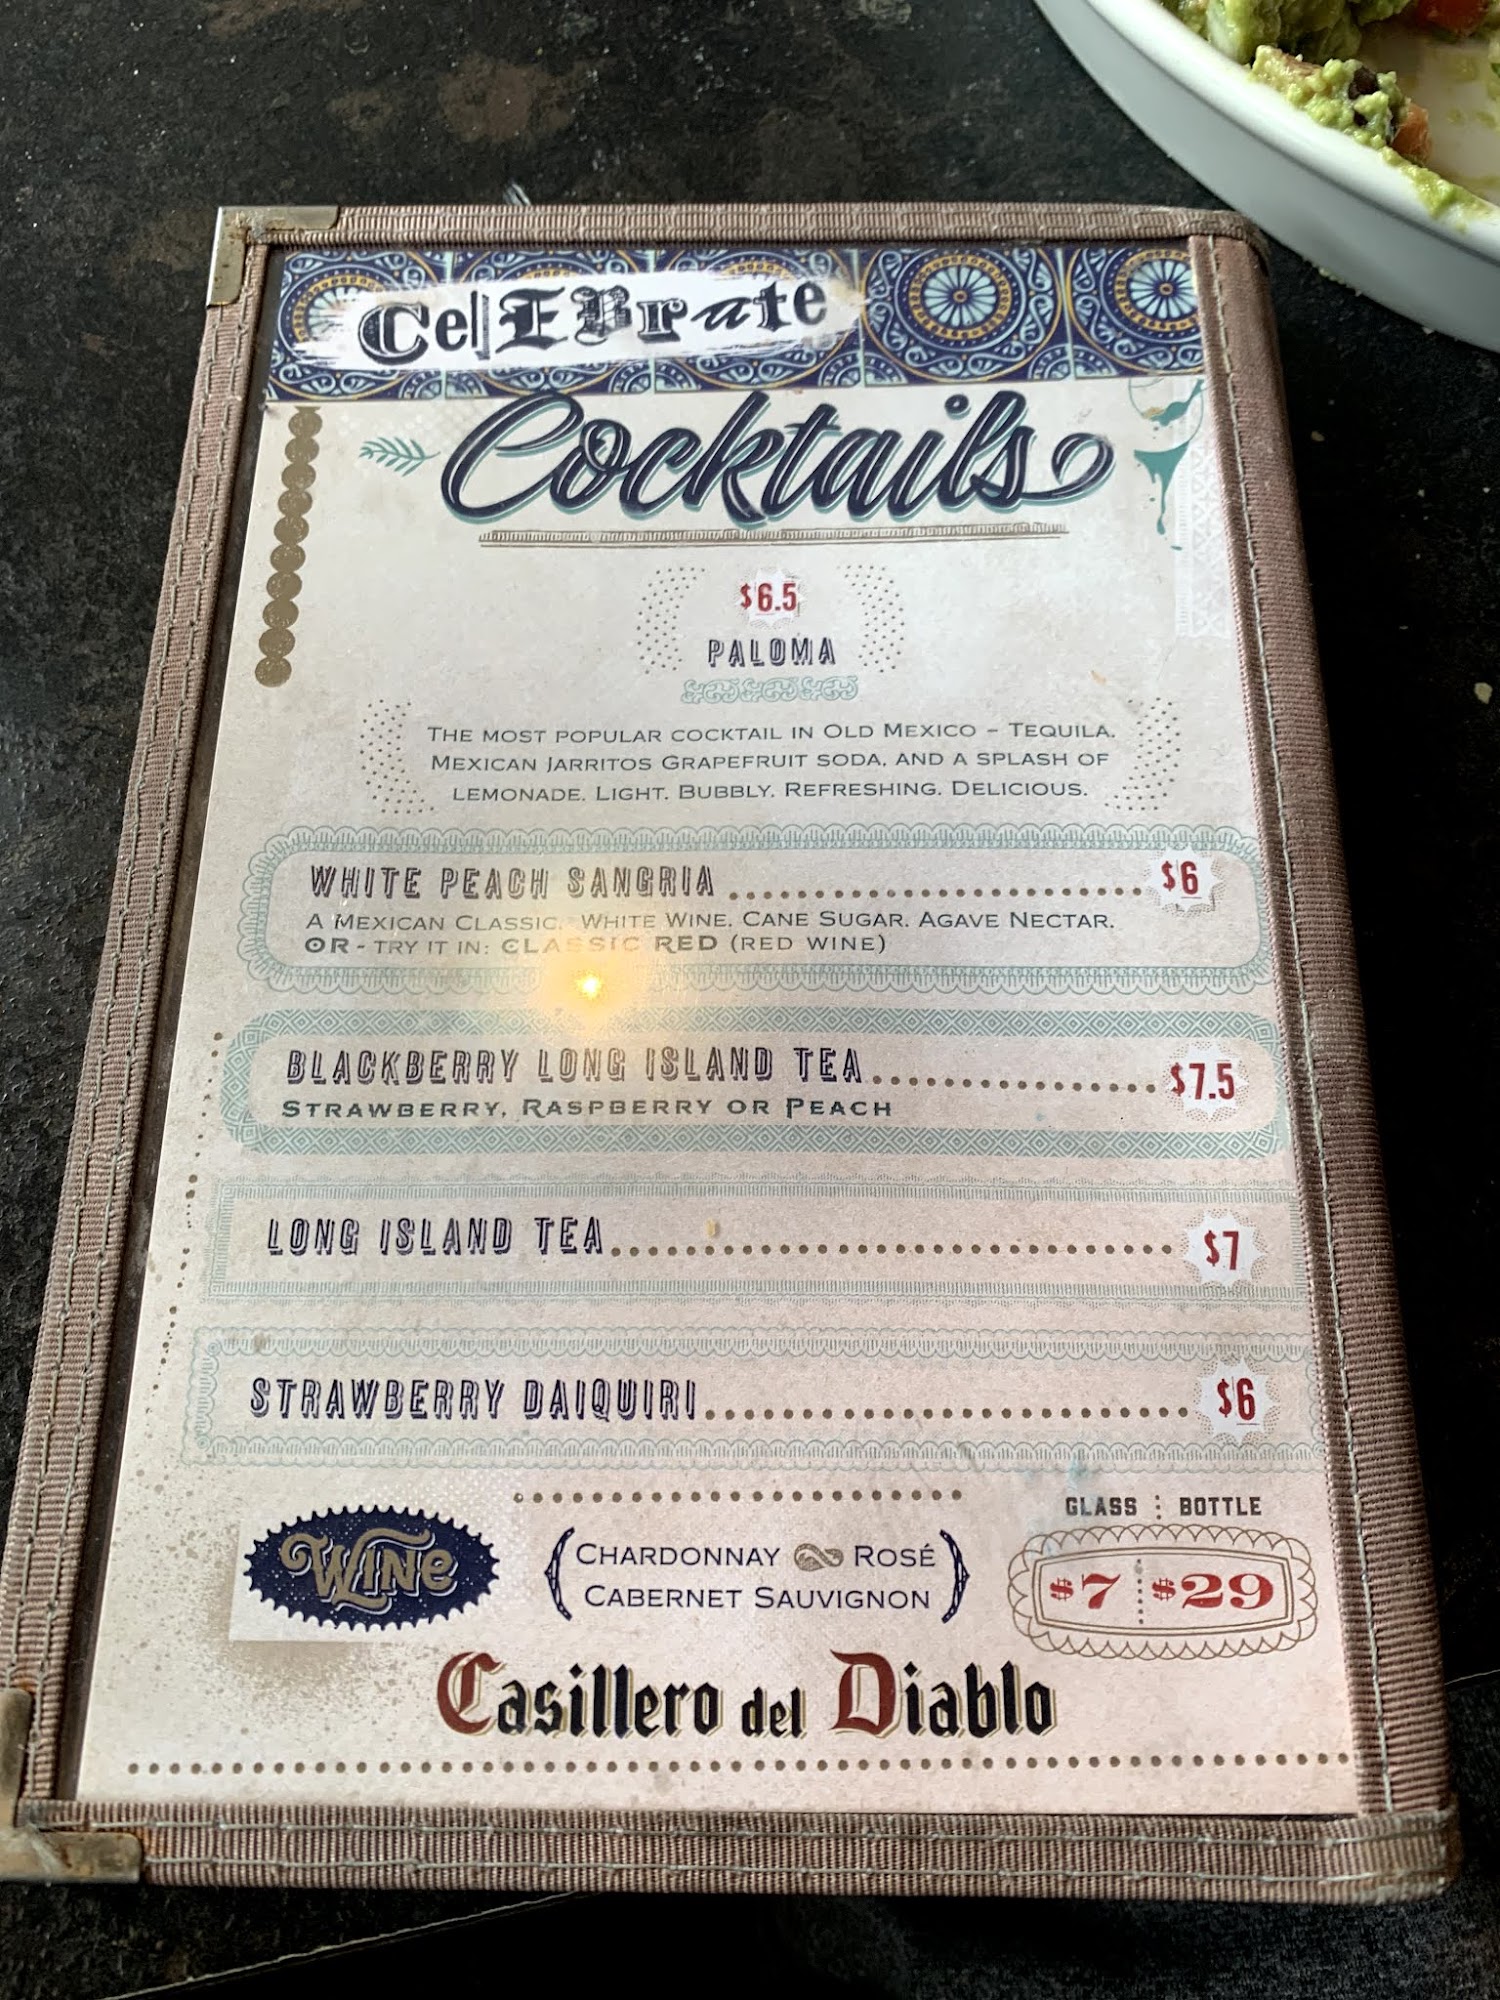 CelEBrate
Cocktails
$6.5
PALOMA
THE MOST POPULAR COCKTAIL IN OLD MEXICO – TEQUILA,
MEXICAN JARRITOS GRAPEFRUIT SODA, AND A SPLASH OF
LEMONADE. LIGHT. BUBBLY. REFRESHING. DELICIOUS.
WHITE PEACH SANGRIA $6
A MEXICAN CLASSIC. WHITE WINE. CANE SUGAR. AGAVE NECTAR.
OR - TRY IT IN: CLASSIC RED (RED WINE)
BLACKBERRY LONG ISLAND TEA $7.5
STRAWBERRY, RASPBERRY OR PEACH
LONG ISLAND TEA $7
STRAWBERRY DAIQUIRI $6
GLASS : BOTTLE
WINE
CHARDONNAY ROSÉ
CABERNET SAUVIGNON
$7 $29
Casillero del Diablo